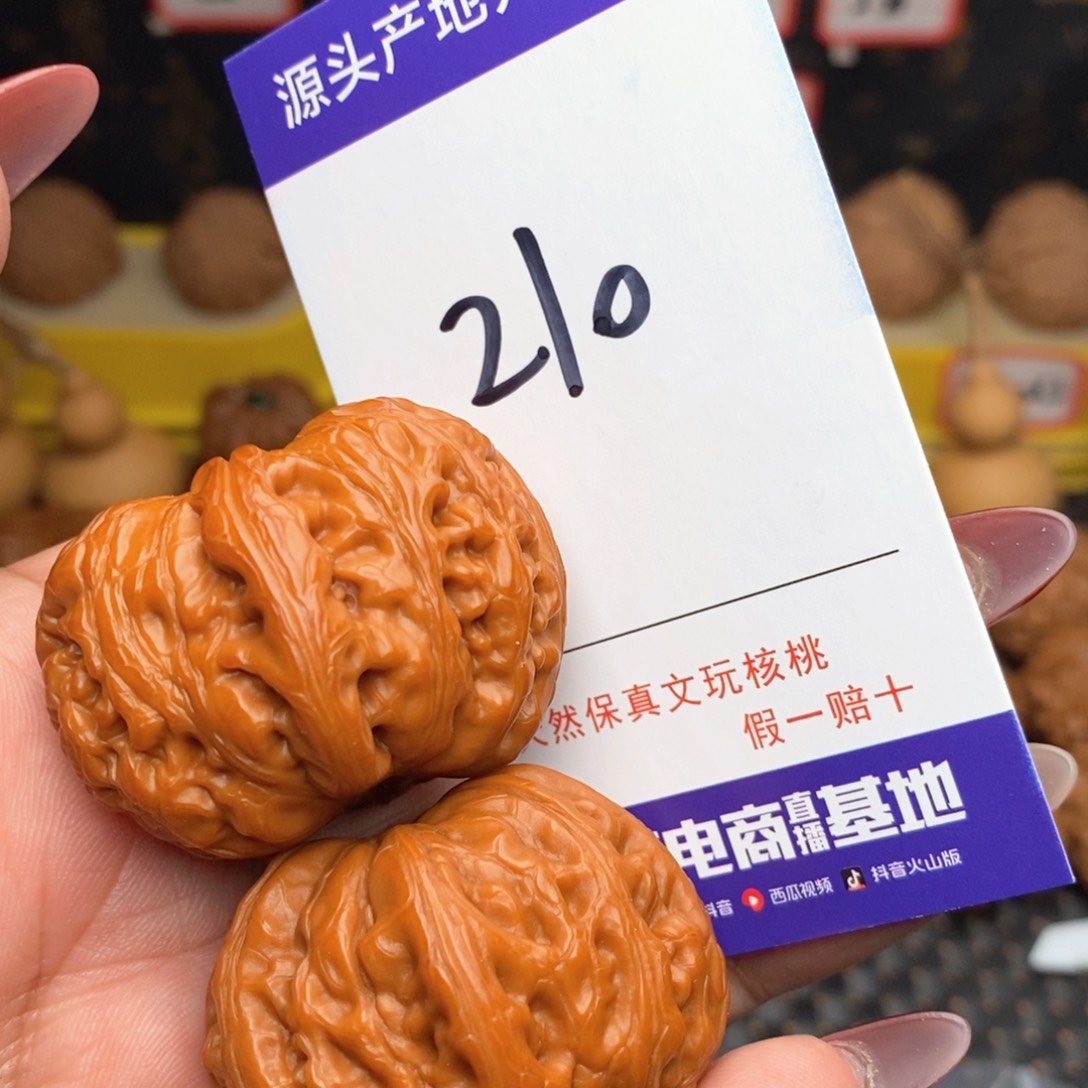 源头产地
210
然保真文玩核桃
假一赔十
电商直播基地
抖音 西瓜视频 抖音火山版